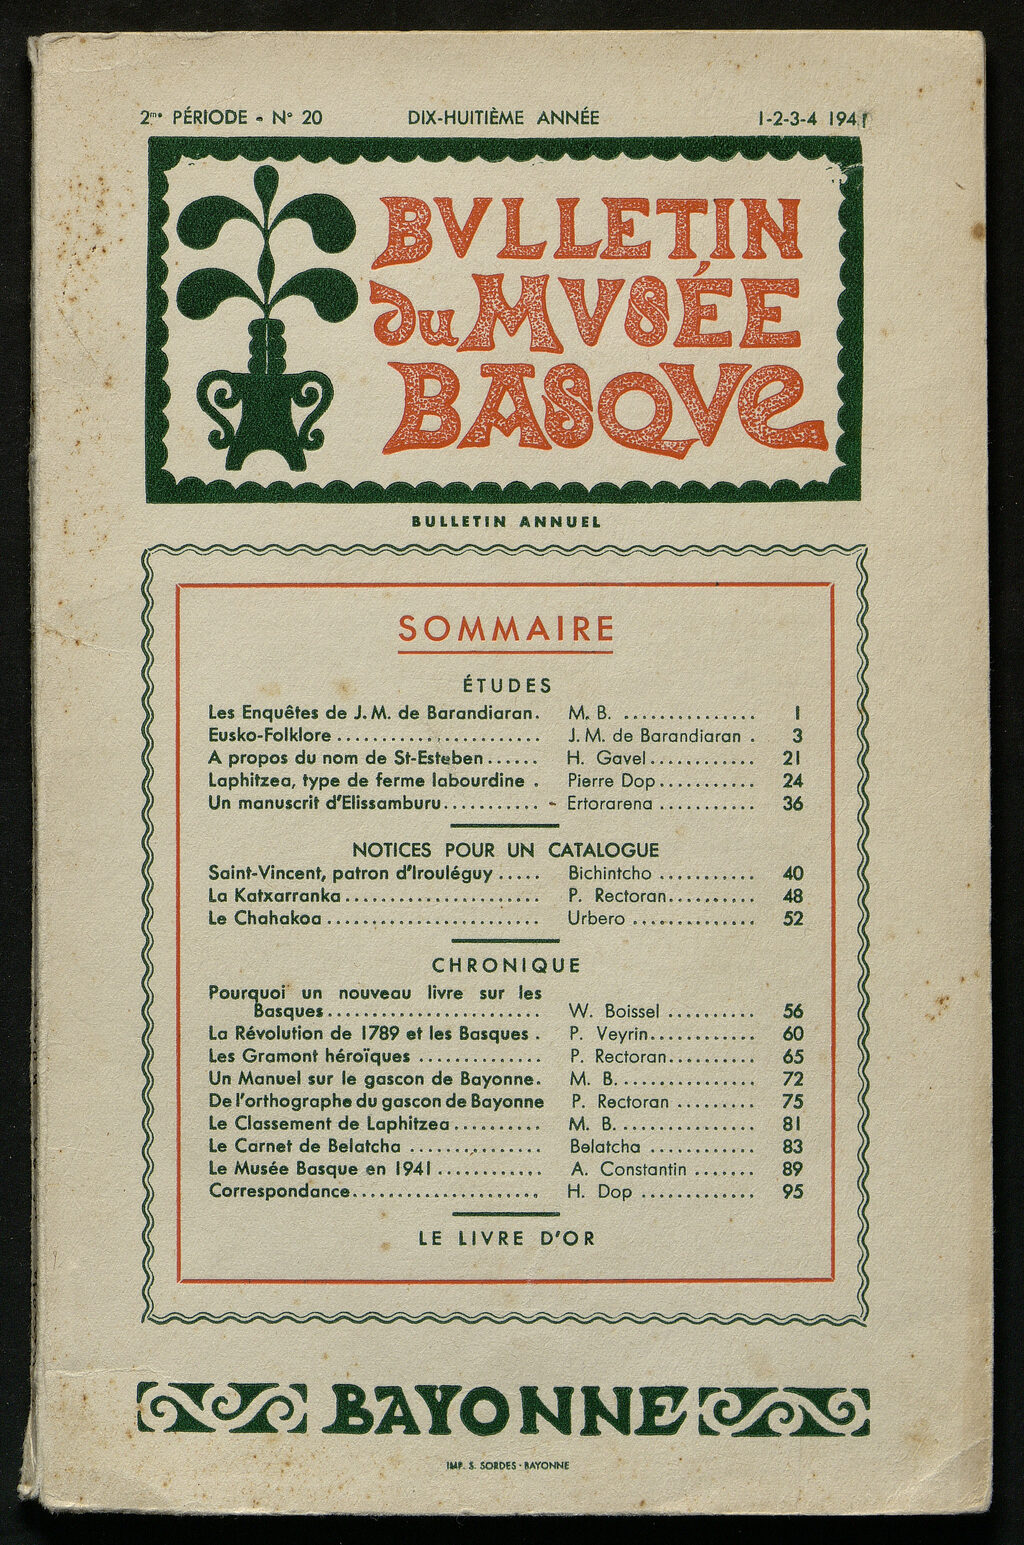 2me PÉRIODE - N° 20 DIX-HUITIÈME ANNÉE 1-2-3-4 1941
BVLLETIN
du MVSÉE
BASQVE
BULLETIN ANNUEL
SOMMAIRE
ÉTUDES
Les Enquêtes de J. M. de Barandiaran. M. B. ............... 1
Eusko-Folklore ....................... J. M. de Barandiaran . 3
A propos du nom de St-Esteben ...... H. Gavel ............ 21
Laphitzea, type de ferme labourdine . Pierre Dop ........... 24
Un manuscrit d'Elissamburu ........... - Ertorarena ........... 36
NOTICES POUR UN CATALOGUE
Saint-Vincent, patron d'Irouléguy ..... Bichintcho ........... 40
La Katxarranka ...................... P. Rectoran .......... 48
Le Chahakoa ........................ Urbero .............. 52
CHRONIQUE
Pourquoi un nouveau livre sur les
Basques ........................ W. Boissel .......... 56
La Révolution de 1789 et les Basques . P. Veyrin ............ 60
Les Gramont héroïques .............. P. Rectoran .......... 65
Un Manuel sur le gascon de Bayonne. M. B. ............... 72
De l'orthographe du gascon de Bayonne P. Rectoran ......... 75
Le Classement de Laphitzea .......... M. B. ............... 81
Le Carnet de Belatcha ............... Belatcha ............ 83
Le Musée Basque en 1941 ............ A. Constantin ....... 89
Correspondance ..................... H. Dop ............. 95
LE LIVRE D'OR
BAYONNE
IMP. S. SORDES - BAYONNE